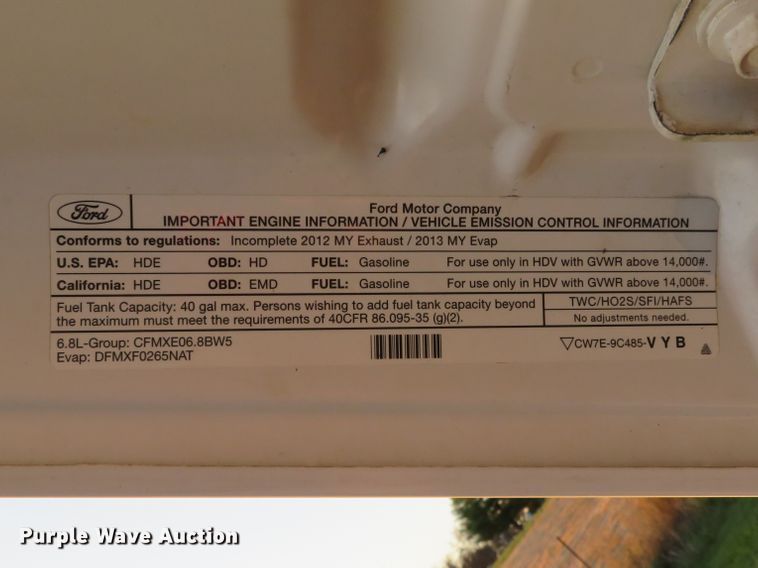 Ford
Ford Motor Company
IMPORTANT ENGINE INFORMATION / VEHICLE EMISSION CONTROL INFORMATION
Conforms to regulations: Incomplete 2012 MY Exhaust / 2013 MY Evap
U.S. EPA: HDE OBD: HD FUEL: Gasoline For use only in HDV with GVWR above 14,000#.
California: HDE OBD: EMD FUEL: Gasoline For use only in HDV with GVWR above 14,000#.
Fuel Tank Capacity: 40 gal max. Persons wishing to add fuel tank capacity beyond
the maximum must meet the requirements of 40CFR 86.095-35 (g)(2).
TWC/HO2S/SFI/HAFS
No adjustments needed.
6.8L-Group: CFMXE06.8BW5
Evap: DFMXF0265NAT
CW7E-9C485-VYB
Purple Wave Auction